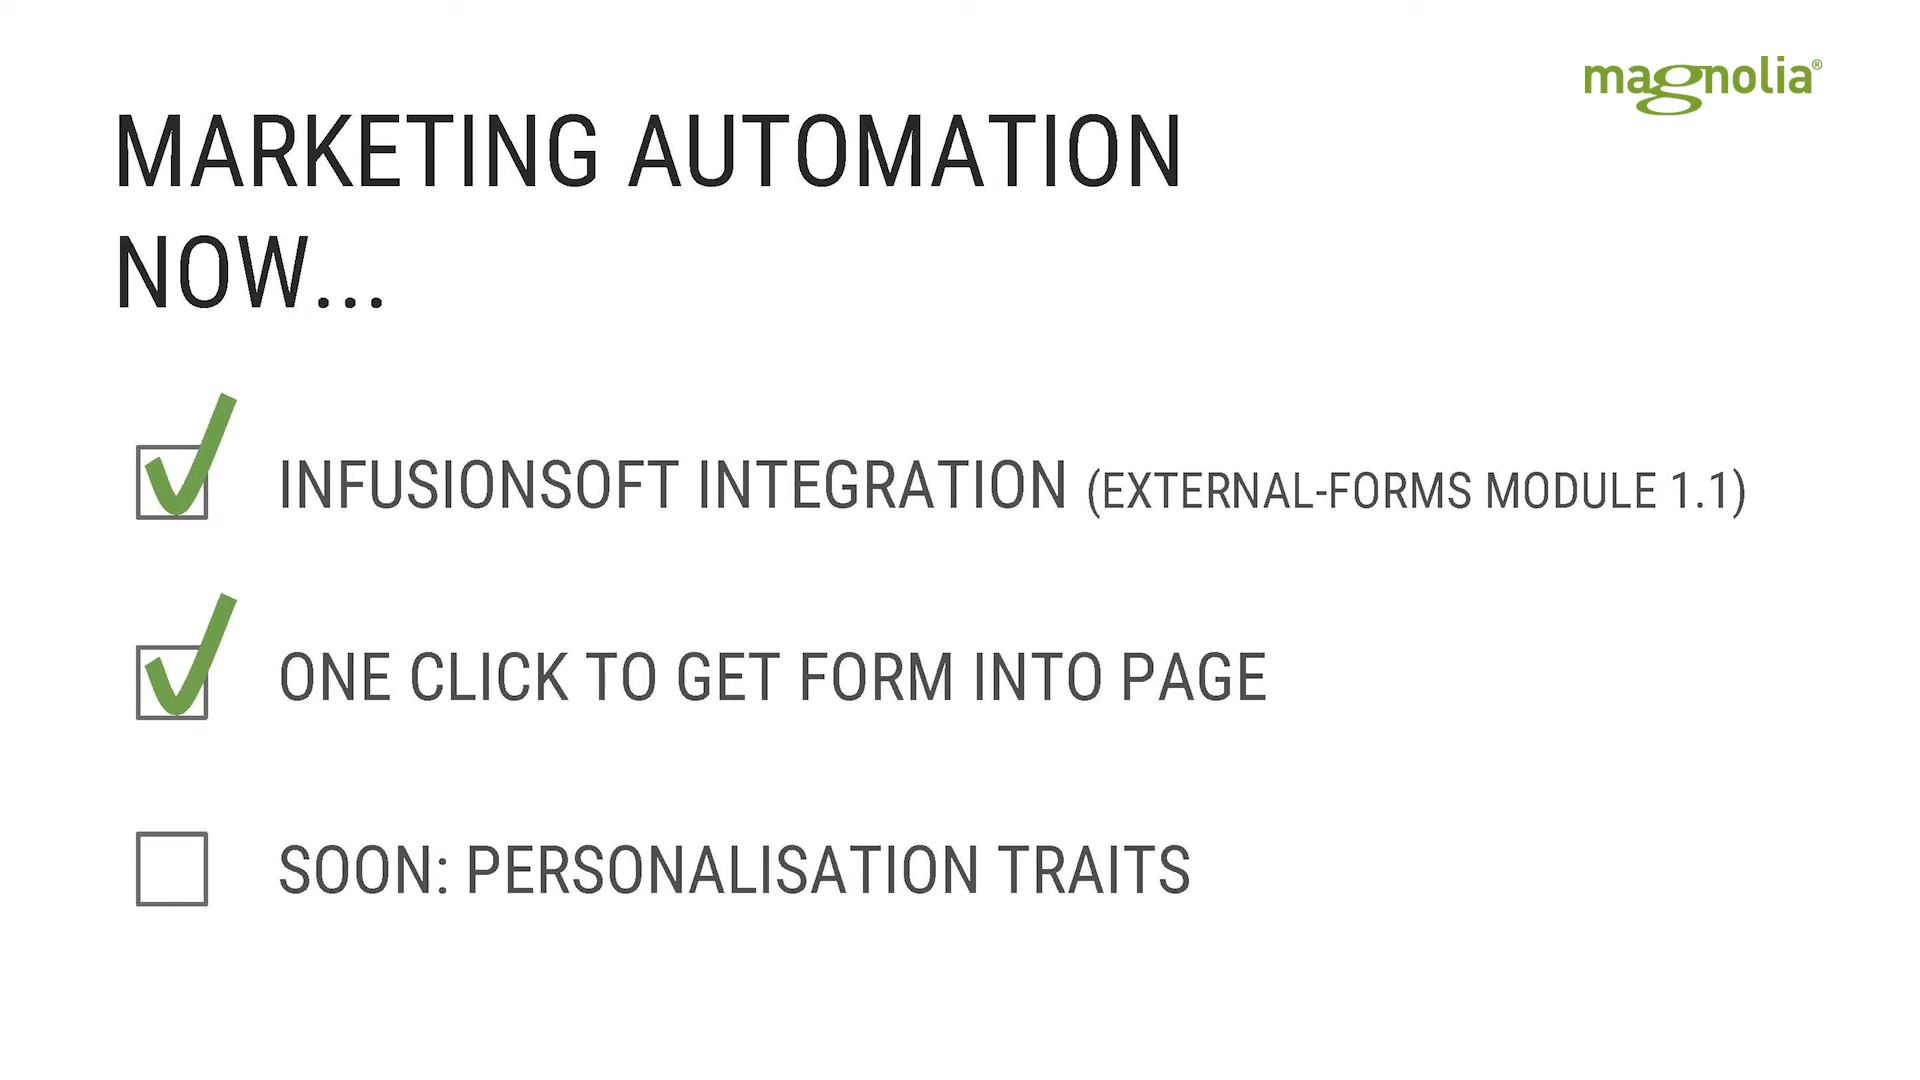 magnolia®
MARKETING AUTOMATION
NOW...
INFUSIONSOFT INTEGRATION (EXTERNAL-FORMS MODULE 1.1)
ONE CLICK TO GET FORM INTO PAGE
SOON: PERSONALISATION TRAITS